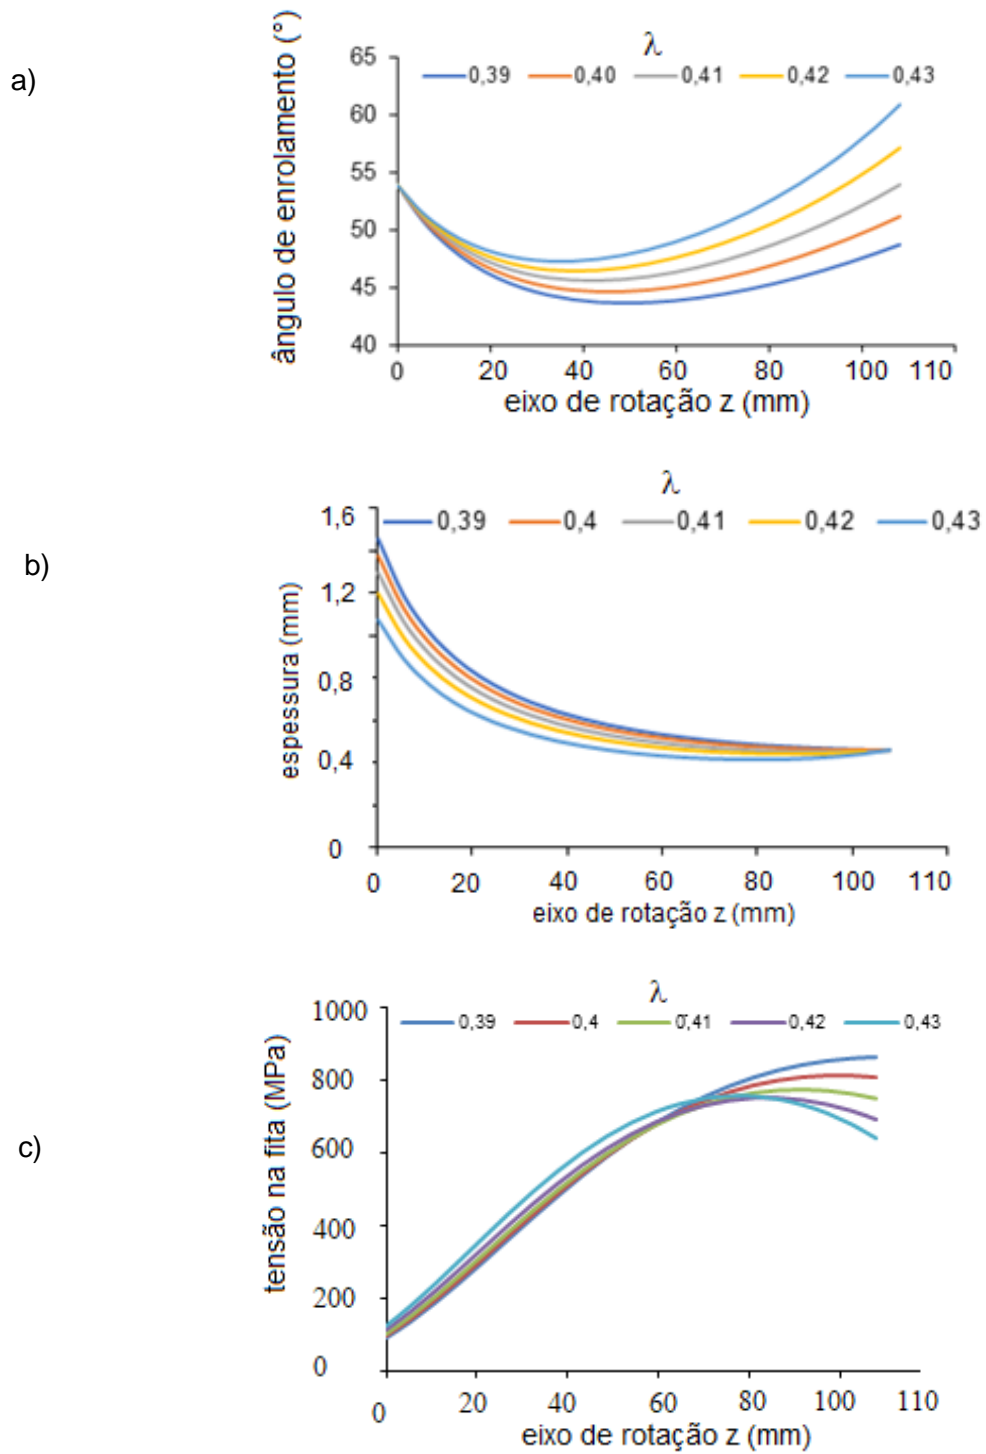 a)
ângulo de enrolamento (°)
λ
0,39 0,40 0,41 0,42 0,43
65
60
55
50
45
40
0 20 40 60 80 100 110
eixo de rotação z (mm)
b)
espessura (mm)
λ
0,39 0,4 0,41 0,42 0,43
1,6
1,2
0,8
0,4
0
0 20 40 60 80 100 110
eixo de rotação z (mm)
c)
tensão na fita (MPa)
λ
0,39 0,4 0,41 0,42 0,43
1000
800
600
400
200
0
0 20 40 60 80 100 110
eixo de rotação z (mm)